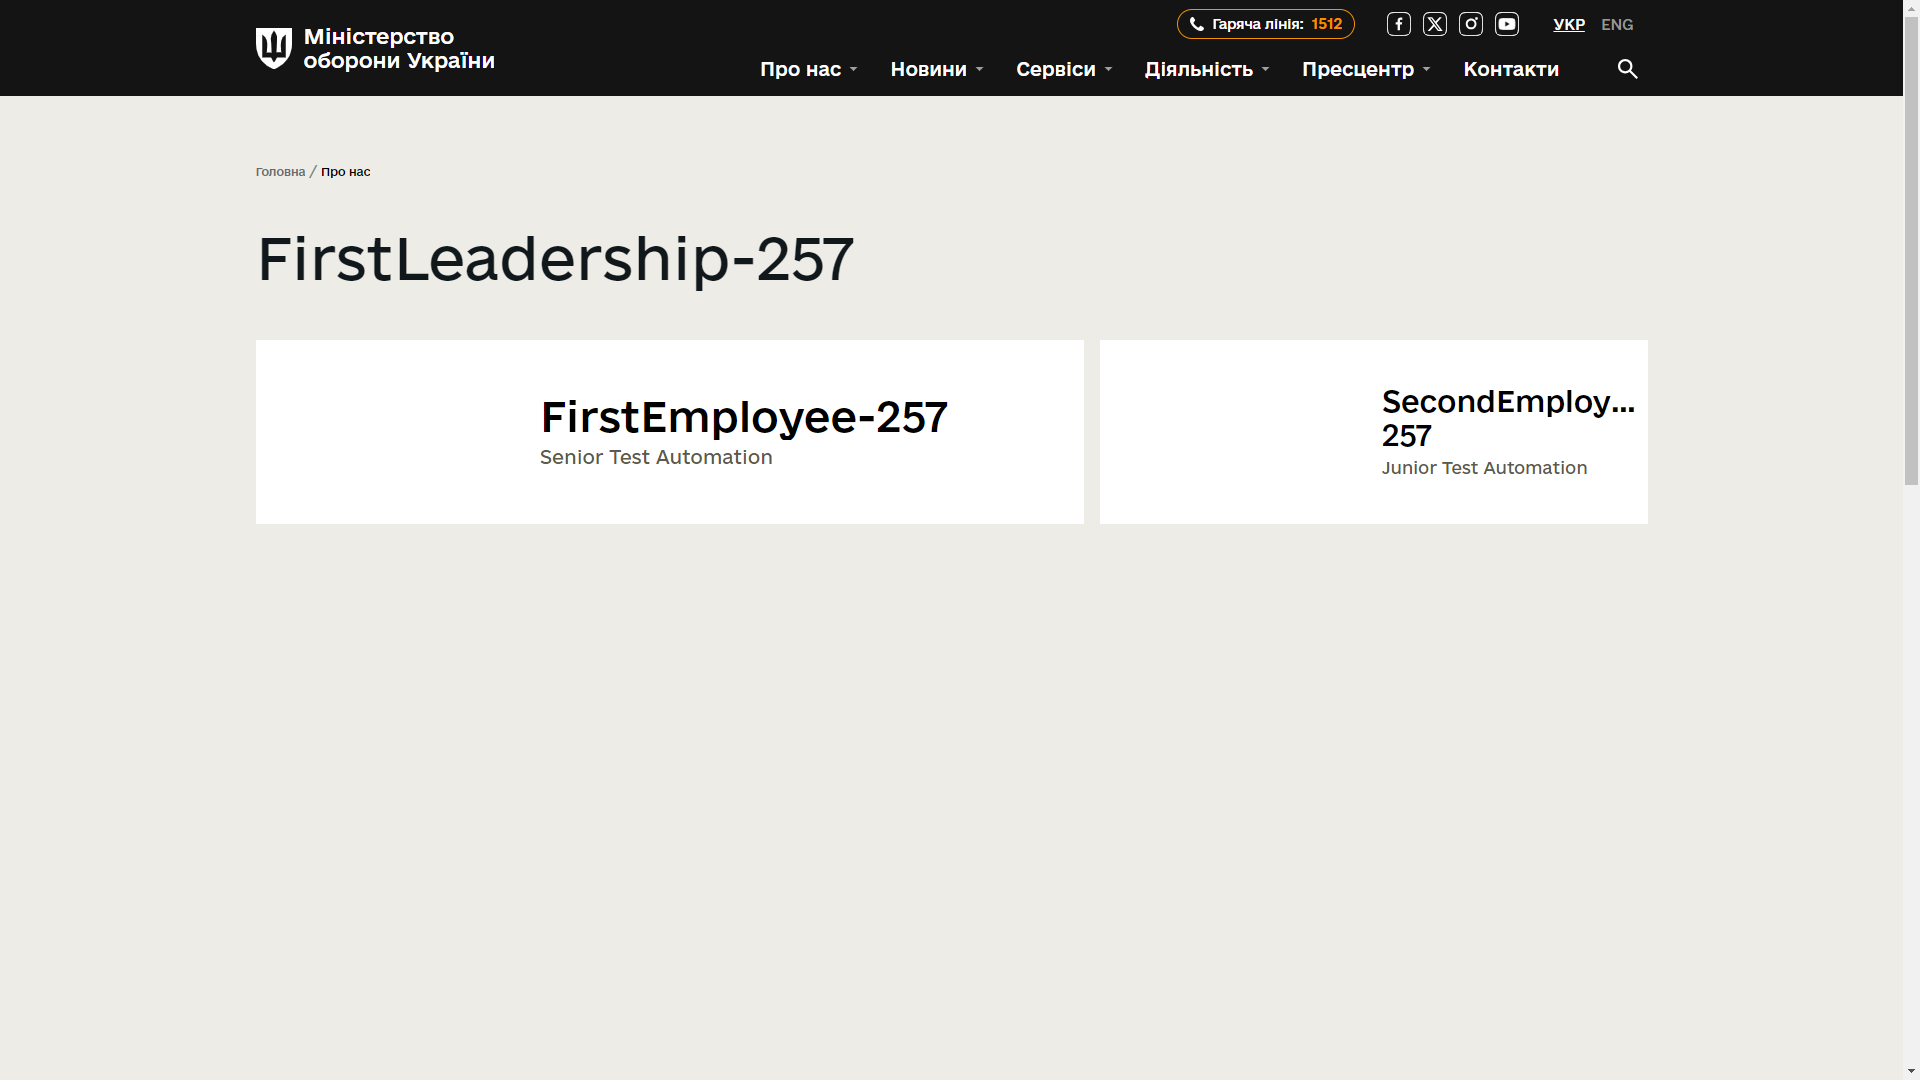 Міністерство
оборони України
Гаряча лінія: 1512
УКР ENG
Про нас Новини Сервіси Діяльність Пресцентр Контакти
Головна / Про нас
FirstLeadership-257
FirstEmployee-257
Senior Test Automation
SecondEmploy...
257
Junior Test Automation